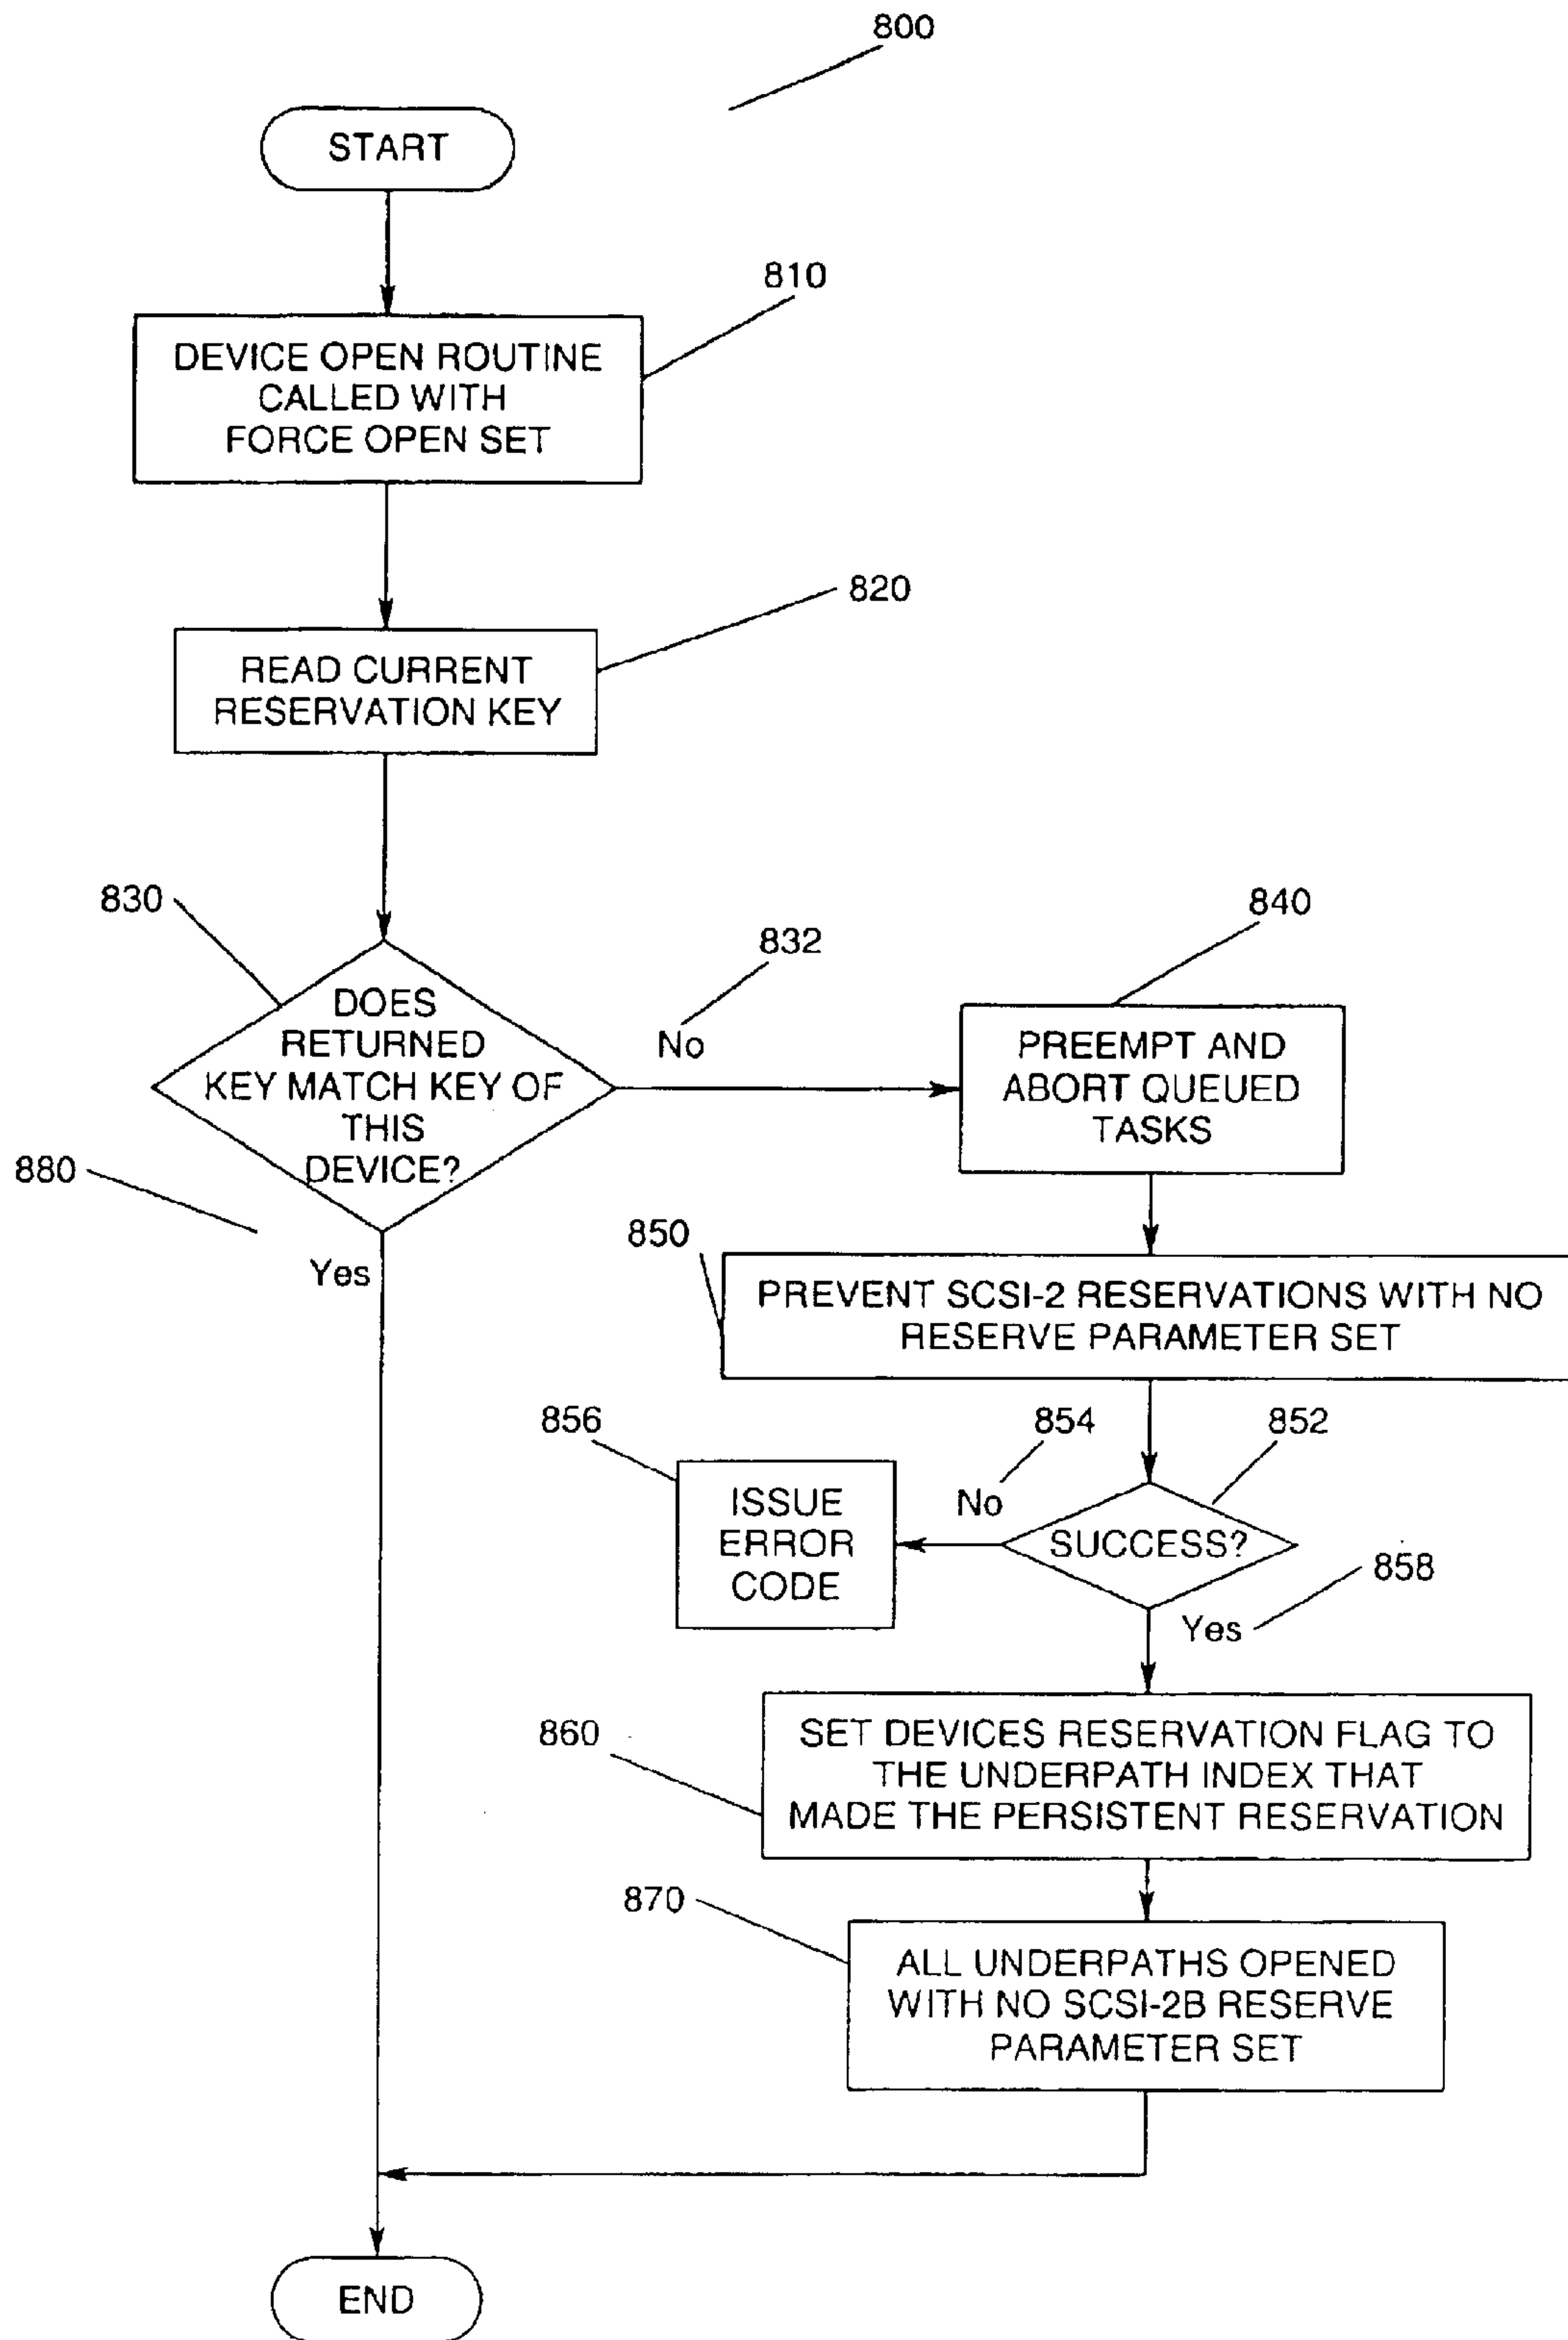 800
START
810
DEVICE OPEN ROUTINE
CALLED WITH
FORCE OPEN SET
820
READ CURRENT
RESERVATION KEY
830
DOES
RETURNED
KEY MATCH KEY OF
THIS
DEVICE?
832
No
840
PREEMPT AND
ABORT QUEUED
TASKS
880
Yes
850
PREVENT SCSI-2 RESERVATIONS WITH NO
RESERVE PARAMETER SET
856
ISSUE
ERROR
CODE
854
No
852
SUCCESS?
858
Yes
860
SET DEVICES RESERVATION FLAG TO
THE UNDERPATH INDEX THAT
MADE THE PERSISTENT RESERVATION
870
ALL UNDERPATHS OPENED
WITH NO SCSI-2B RESERVE
PARAMETER SET
END